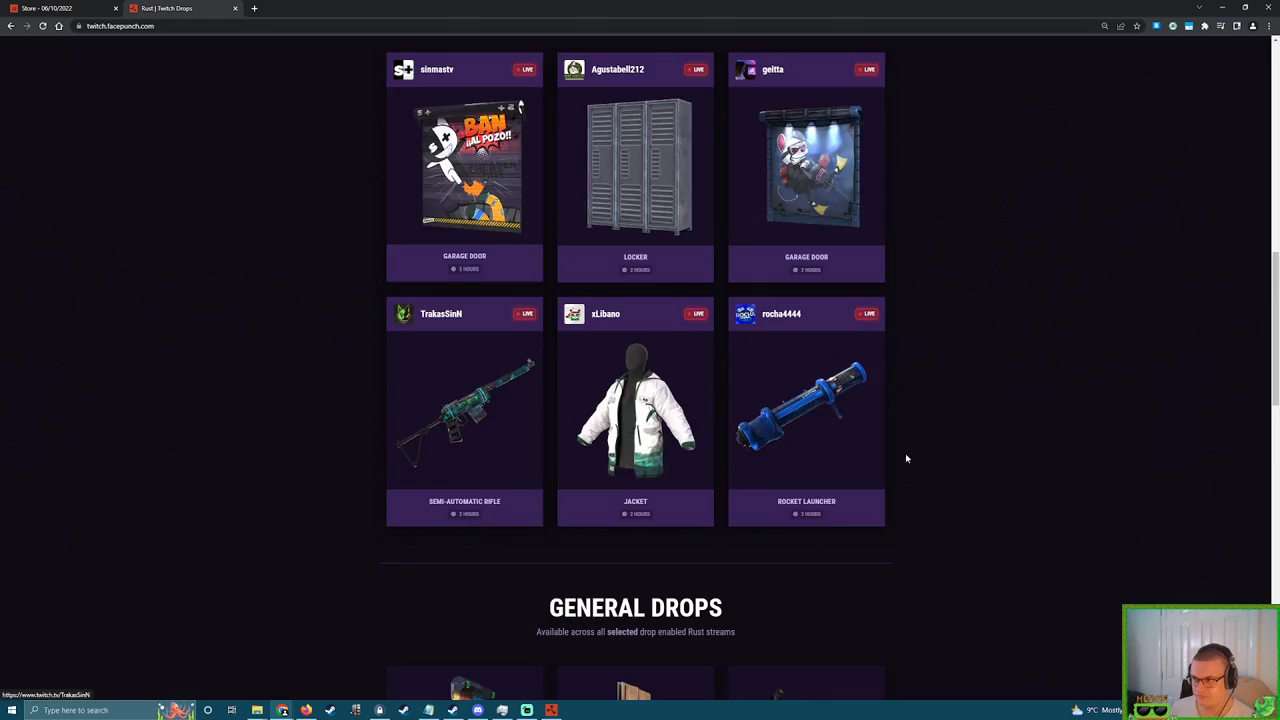 Store - 06/10/2022
Rust | Twitch Drops
twitch.facepunch.com
sinmastv
LIVE
Agustabell212
LIVE
geitta
LIVE
BAN
¡¡AL POZO!!
GARAGE DOOR
2 HOURS
LOCKER
2 HOURS
GARAGE DOOR
2 HOURS
TrakasSinN
LIVE
xLibano
LIVE
rocha4444
LIVE
SEMI-AUTOMATIC RIFLE
2 HOURS
JACKET
2 HOURS
ROCKET LAUNCHER
2 HOURS
GENERAL DROPS
Available across all selected drop enabled Rust streams
https://www.twitch.tv/TrakasSinN
Type here to search
9°C Mostly